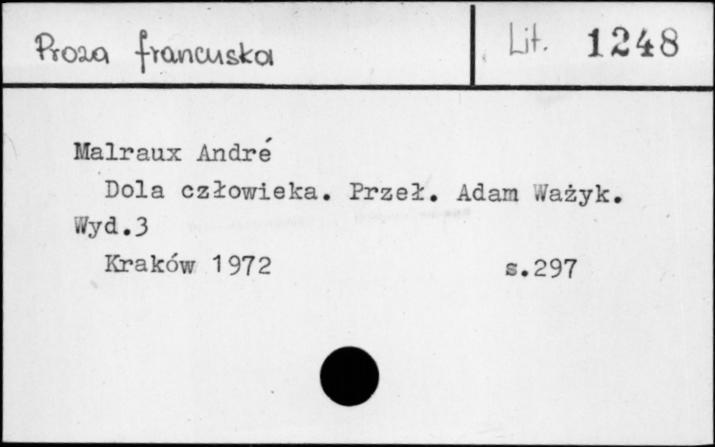 Proza francuska
Lit. 1248
Malraux André
Dola człowieka. Przeł. Adam Ważyk.
Wyd.3
Kraków 1972 s.297